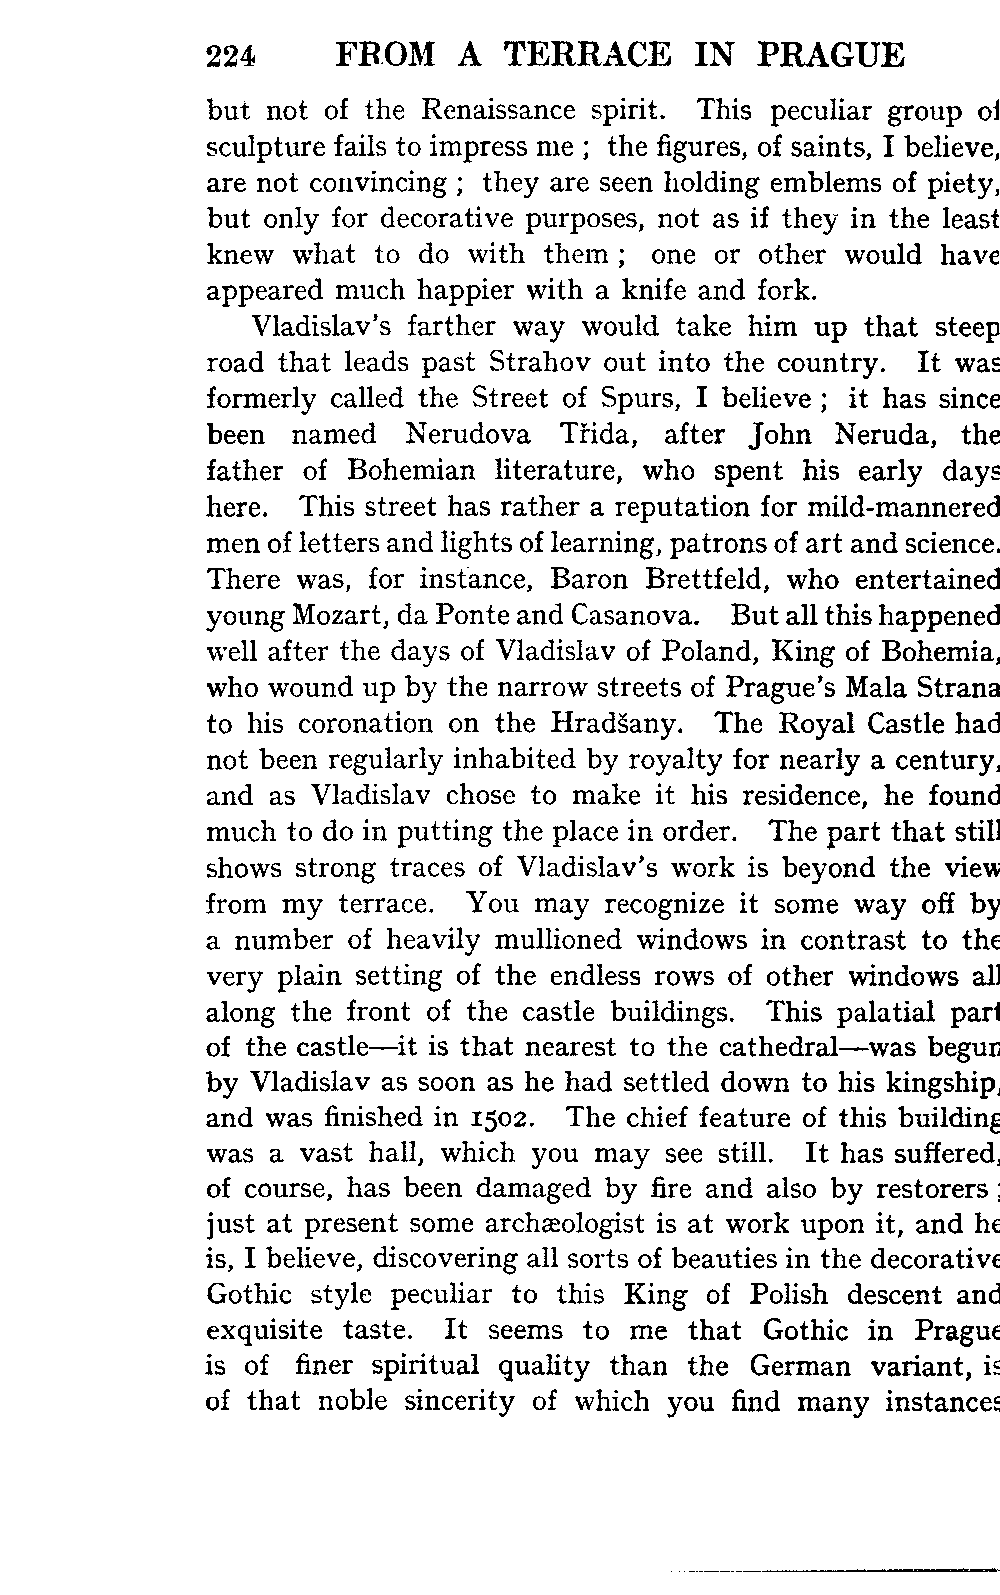 224 FROM A TERRACE IN PRAGUE
but not of the Renaissance spirit. This peculiar group of
sculpture fails to impress me ; the figures, of saints, I believe,
are not convincing ; they are seen holding emblems of piety,
but only for decorative purposes, not as if they in the least
knew what to do with them ; one or other would have
appeared much happier with a knife and fork.
Vladislav's farther way would take him up that steep
road that leads past Strahov out into the country. It was
formerly called the Street of Spurs, I believe ; it has since
been named Nerudova Třida, after John Neruda, the
father of Bohemian literature, who spent his early days
here. This street has rather a reputation for mild-mannered
men of letters and lights of learning, patrons of art and science.
There was, for instance, Baron Brettfeld, who entertained
young Mozart, da Ponte and Casanova. But all this happened
well after the days of Vladislav of Poland, King of Bohemia,
who wound up by the narrow streets of Prague's Mala Strana
to his coronation on the Hradšany. The Royal Castle had
not been regularly inhabited by royalty for nearly a century,
and as Vladislav chose to make it his residence, he found
much to do in putting the place in order. The part that still
shows strong traces of Vladislav's work is beyond the view
from my terrace. You may recognize it some way off by
a number of heavily mullioned windows in contrast to the
very plain setting of the endless rows of other windows all
along the front of the castle buildings. This palatial part
of the castle—it is that nearest to the cathedral—was begun
by Vladislav as soon as he had settled down to his kingship,
and was finished in 1502. The chief feature of this building
was a vast hall, which you may see still. It has suffered,
of course, has been damaged by fire and also by restorers ;
just at present some archæologist is at work upon it, and he
is, I believe, discovering all sorts of beauties in the decorative
Gothic style peculiar to this King of Polish descent and
exquisite taste. It seems to me that Gothic in Prague
is of finer spiritual quality than the German variant, is
of that noble sincerity of which you find many instances